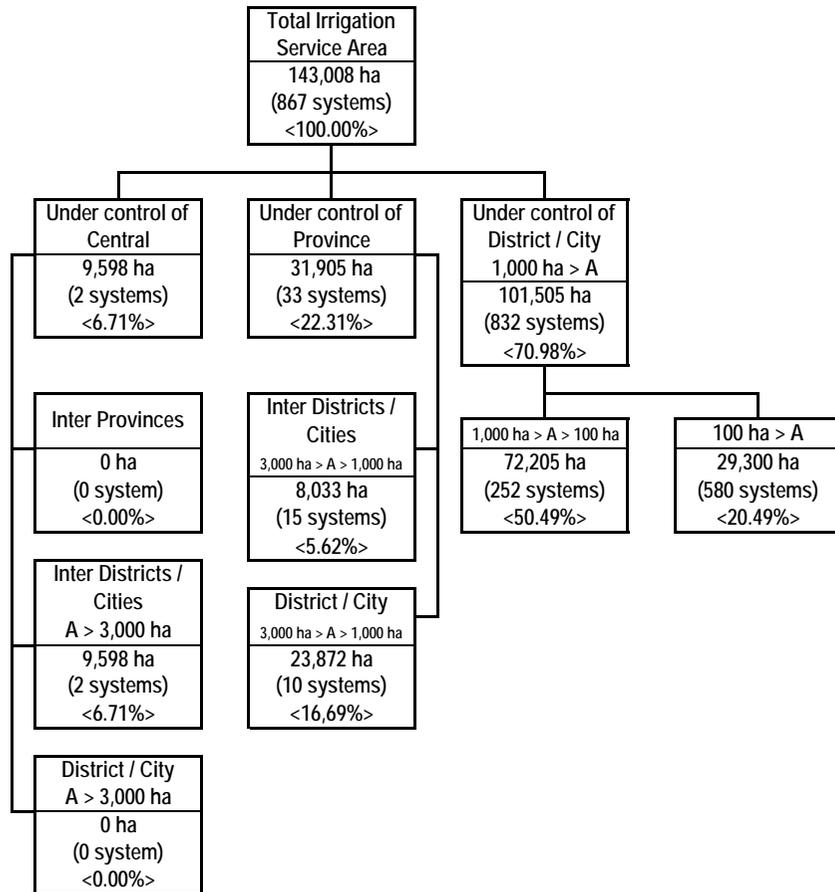 Total Irrigation
Service Area
143,008 ha
(867 systems)
<100.00%>
Under control of
Central
9,598 ha
(2 systems)
<6.71%>
Under control of
Province
31,905 ha
(33 systems)
<22.31%>
Under control of
District / City
1,000 ha > A
101,505 ha
(832 systems)
<70.98%>
Inter Provinces
0 ha
(0 system)
<0.00%>
Inter Districts /
Cities
3,000 ha > A > 1,000 ha
8,033 ha
(15 systems)
<5.62%>
1,000 ha > A > 100 ha
72,205 ha
(252 systems)
<50.49%>
100 ha > A
29,300 ha
(580 systems)
<20.49%>
Inter Districts /
Cities
A > 3,000 ha
9,598 ha
(2 systems)
<6.71%>
District / City
3,000 ha > A > 1,000 ha
23,872 ha
(10 systems)
<16,69%>
District / City
A > 3,000 ha
0 ha
(0 system)
<0.00%>